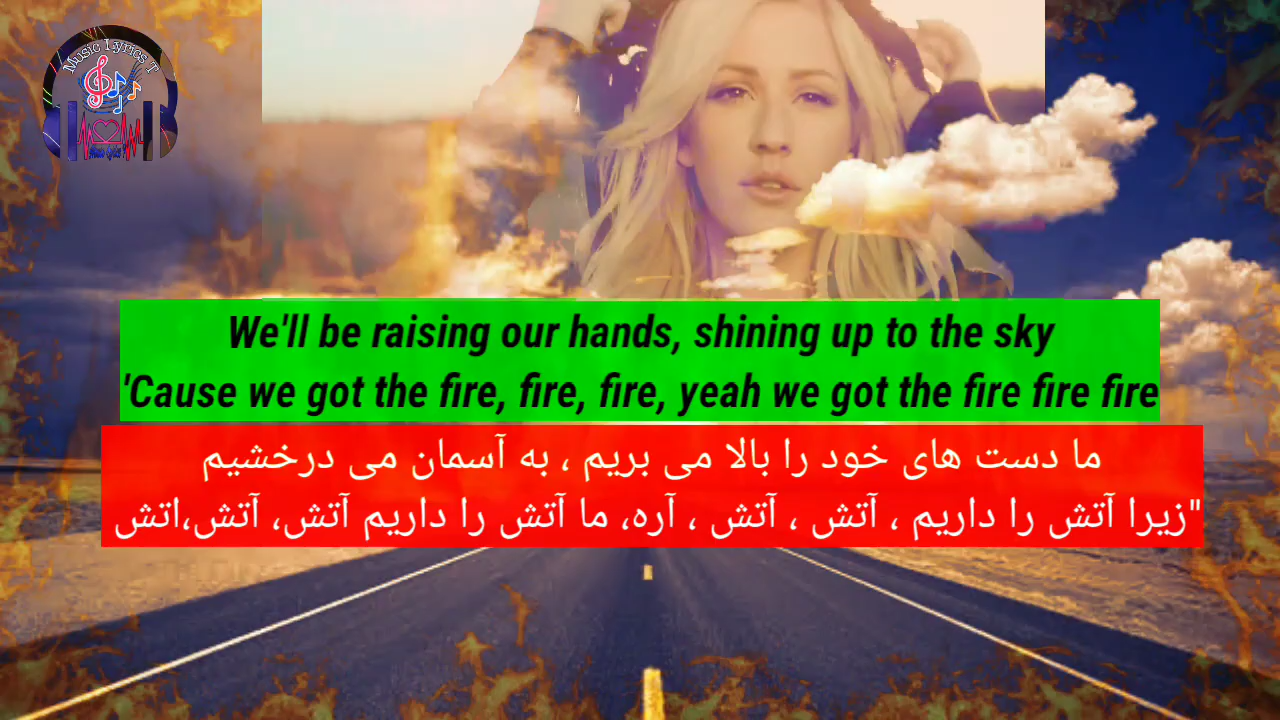 Music Lyrics T
We'll be raising our hands, shining up to the sky
'Cause we got the fire, fire, fire, yeah we got the fire fire fire
ما دست های خود را بالا می بریم ، به آسمان می درخشیم
"زیرا آتش را داریم ، آتش ، آتش ، آره، ما آتش را داریم آتش، آتش،اتش